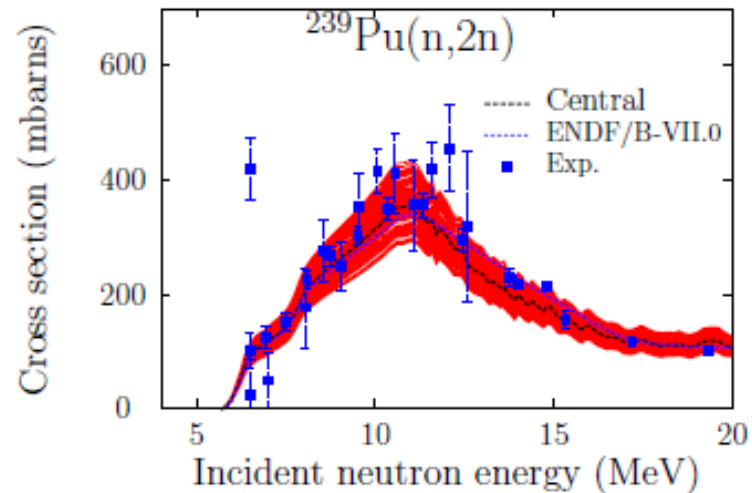 ²³⁹Pu(n,2n)
Cross section (mbarns)
600
400
200
0
Central
ENDF/B-VII.0
Exp.
5
10
15
20
Incident neutron energy (MeV)